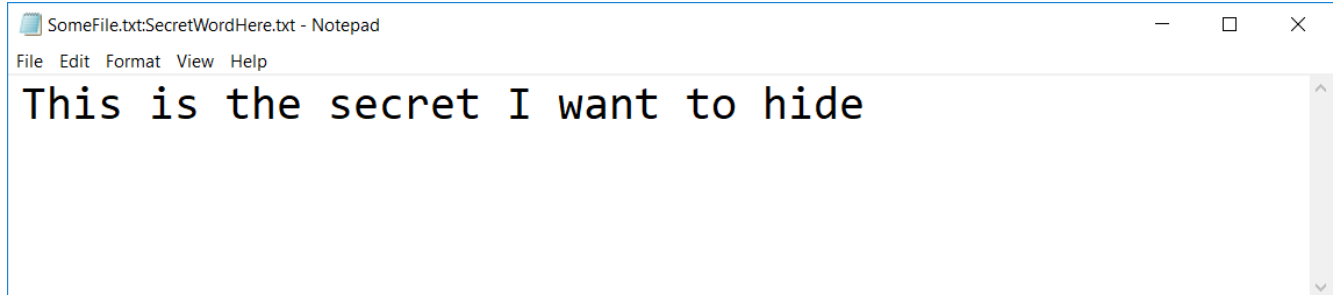 SomeFile.txt:SecretWordHere.txt - Notepad
File Edit Format View Help
This is the secret I want to hide